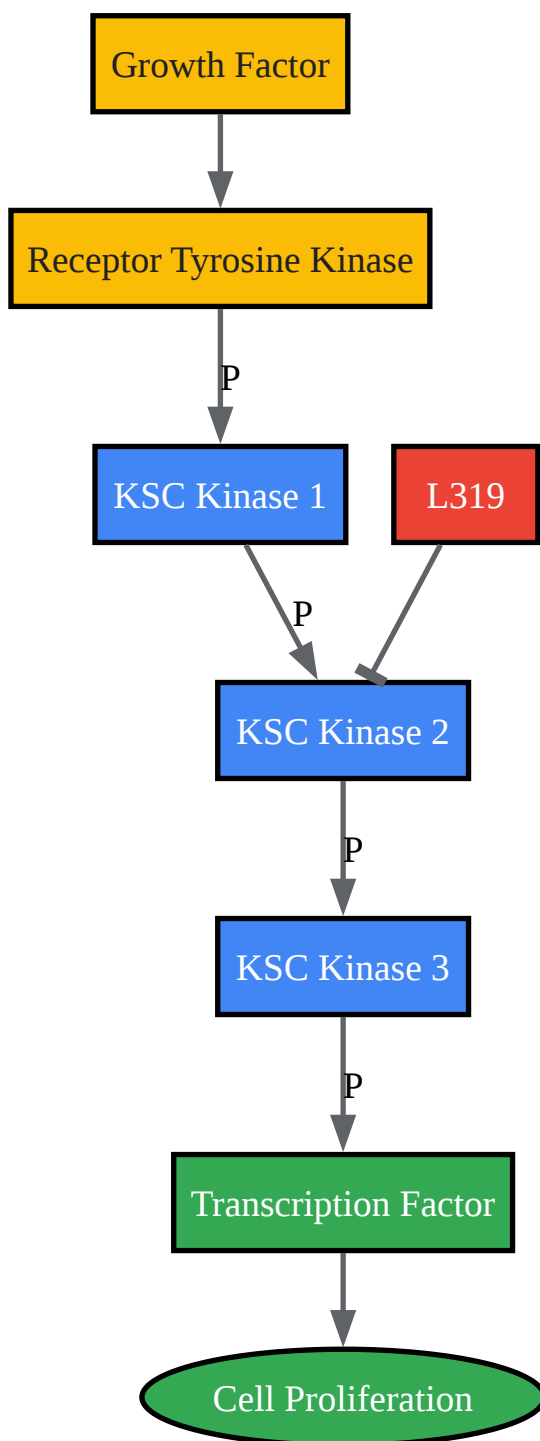 Growth Factor
Receptor Tyrosine Kinase
P
KSC Kinase 1
L319
P
KSC Kinase 2
P
KSC Kinase 3
P
Transcription Factor
Cell Proliferation